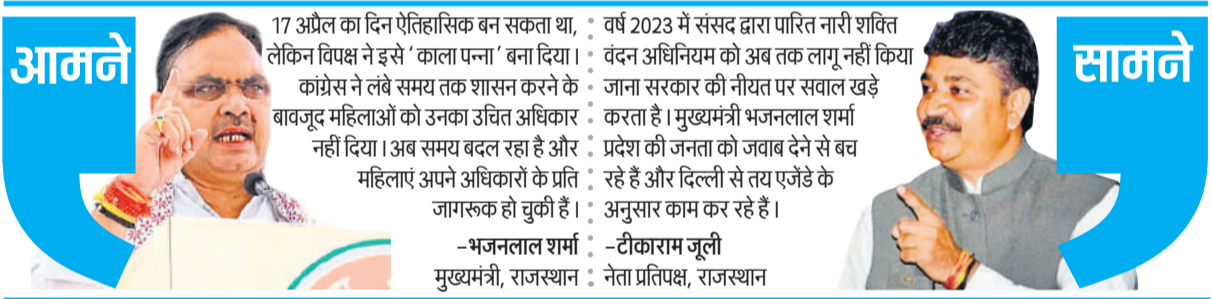 आमने
17 अप्रैल का दिन ऐतिहासिक बन सकता था,
लेकिन विपक्ष ने इसे ‘ काला पन्ना ’ बना दिया।
कांग्रेस ने लंबे समय तक शासन करने के
बावजूद महिलाओं को उनका उचित अधिकार
नहीं दिया। अब समय बदल रहा है और
महिलाएं अपने अधिकारों के प्रति
जागरूक हो चुकी हैं।
-भजनलाल शर्मा
मुख्यमंत्री, राजस्थान
वर्ष 2023 में संसद द्वारा पारित नारी शक्ति
वंदन अधिनियम को अब तक लागू नहीं किया
जाना सरकार की नीयत पर सवाल खड़े
करता है। मुख्यमंत्री भजनलाल शर्मा
प्रदेश की जनता को जवाब देने से बच
रहे हैं और दिल्ली से तय एजेंडे के
अनुसार काम कर रहे हैं।
-टीकाराम जूली
नेता प्रतिपक्ष, राजस्थान
सामने